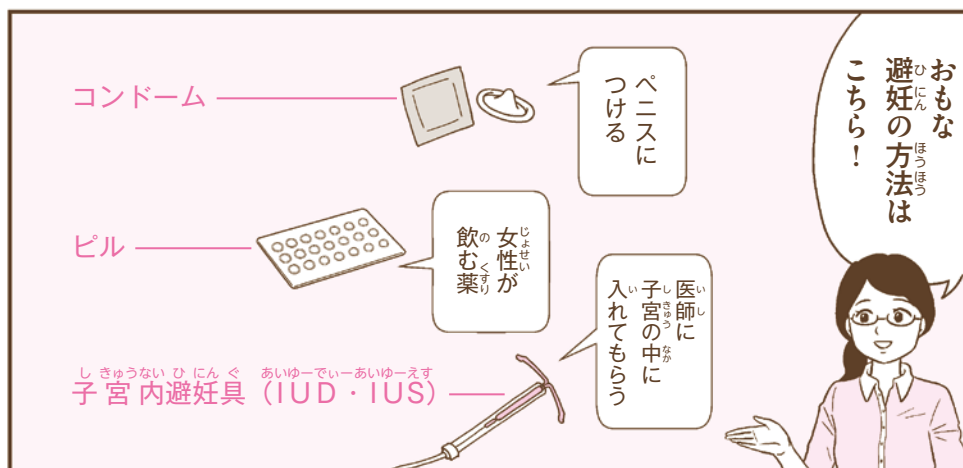 おもな
避妊の方法は
こちら！
コンドーム
ペニスに
つける
ピル
女性が
飲む薬
子宮内避妊具（IUD・IUS）
医師に
子宮の中に
入れてもらう